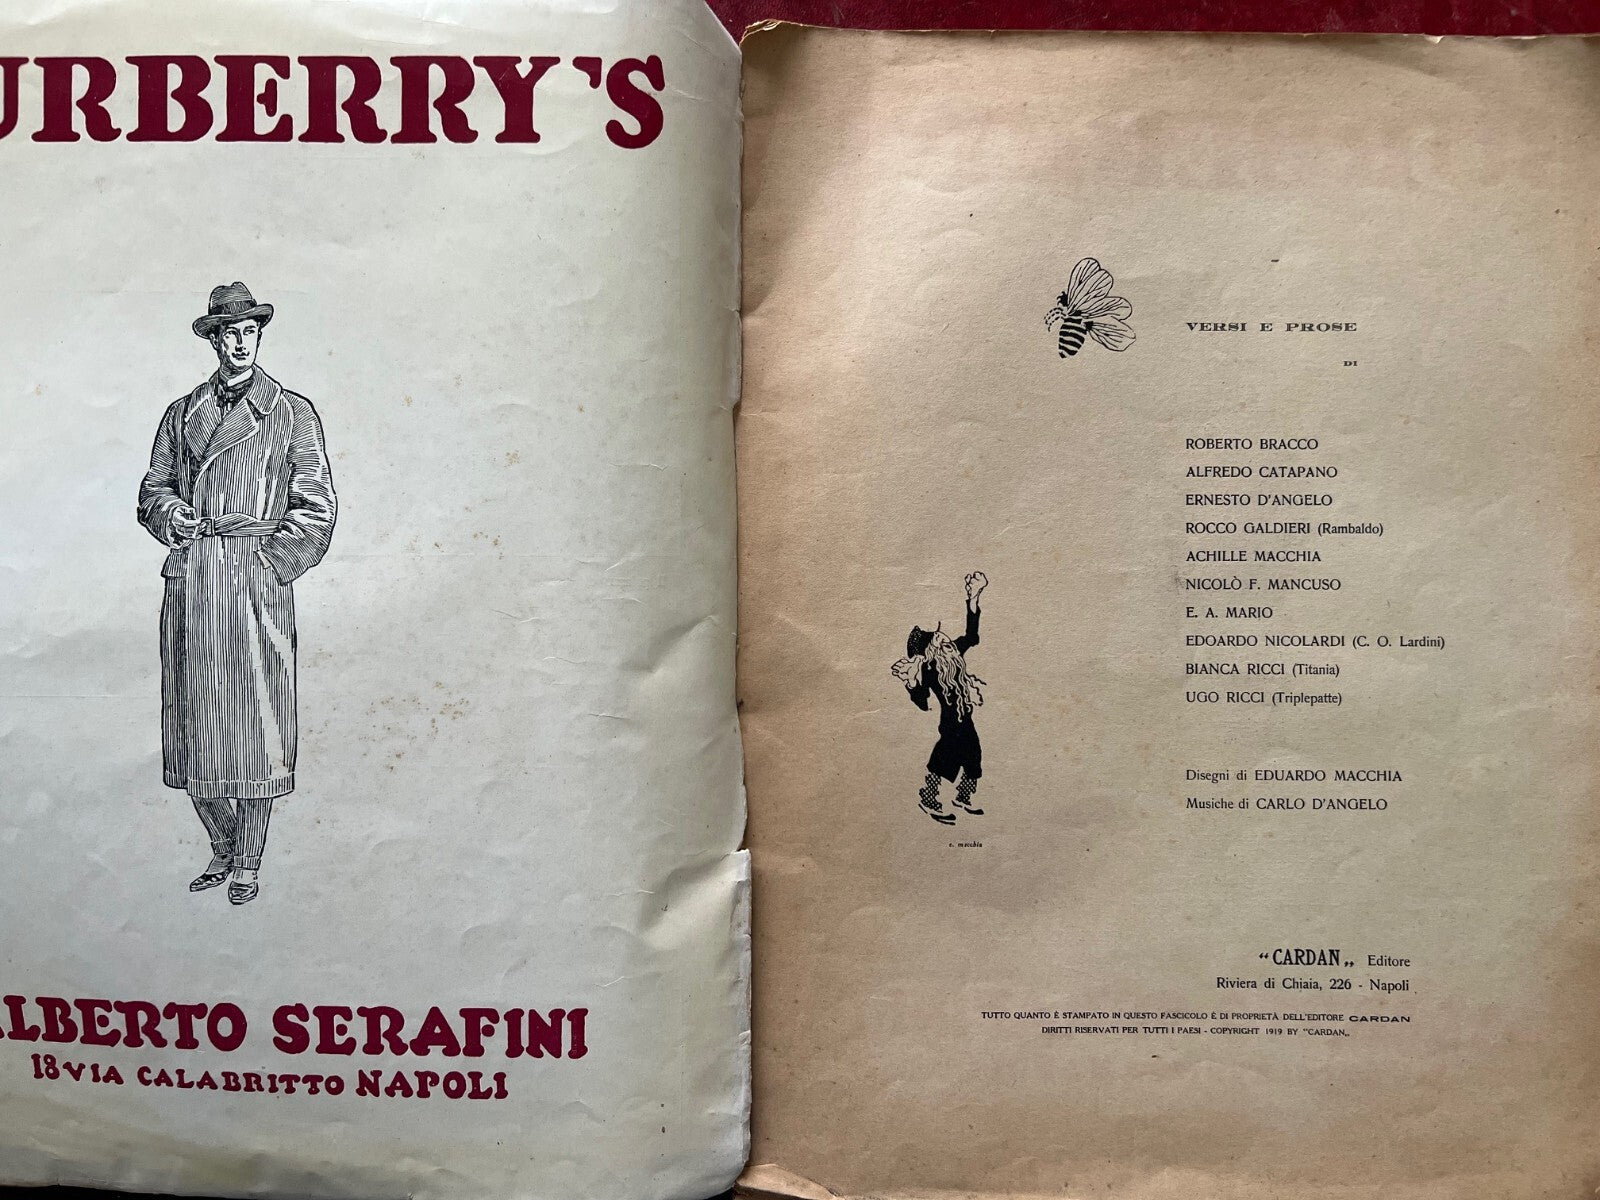 URBERRY'S
ALBERTO SERAFINI
18 VIA CALABRITTO NAPOLI
VERSI E PROSE
DI
ROBERTO BRACCO
ALFREDO CATAPANO
ERNESTO D'ANGELO
ROCCO GALDIERI (Rambaldo)
ACHILLE MACCHIA
NICOLÒ F. MANCUSO
E. A. MARIO
EDOARDO NICOLARDI (C. O. Lardini)
BIANCA RICCI (Titania)
UGO RICCI (Triplepatte)
Disegni di EDUARDO MACCHIA
Musiche di CARLO D'ANGELO
e. macchia
“CARDAN„ Editore
Riviera di Chiaia, 226 - Napoli
TUTTO QUANTO È STAMPATO IN QUESTO FASCICOLO È DI PROPRIETÀ DELL'EDITORE CARDAN
DIRITTI RISERVATI PER TUTTI I PAESI - COPYRIGHT 1919 BY “CARDAN„